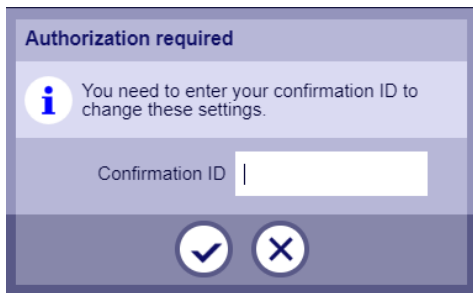 Authorization required
You need to enter your confirmation ID to
change these settings.
Confirmation ID